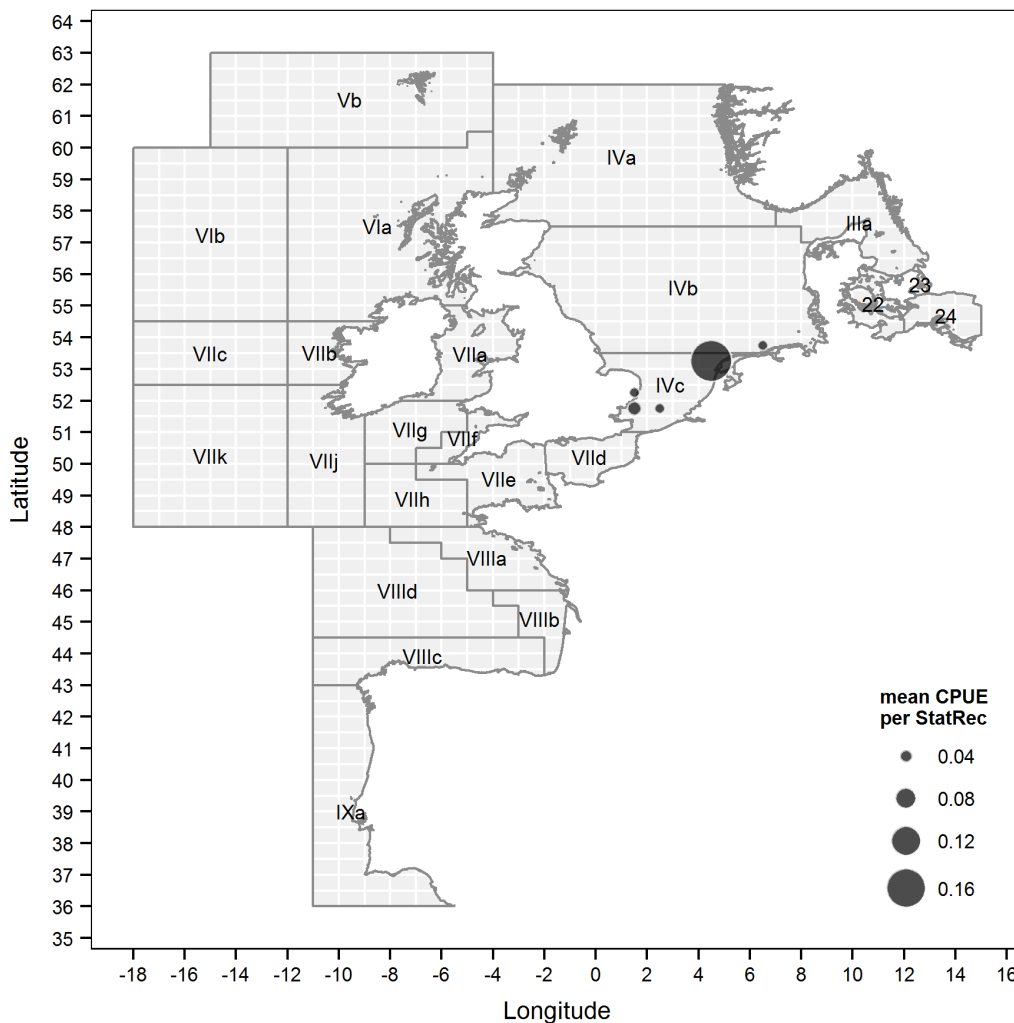 64
63
62
61
60
59
58
57
56
55
54
53
52
51
50
49
48
47
46
45
44
43
42
41
40
39
38
37
36
35
Latitude
Vb
IVa
VIb
VIa
IIIa
IVb
23
22
24
VIIc
VIIb
VIIa
IVc
VIIg
VIIf
VIIk
VIIj
VIId
VIIe
VIIh
VIIIa
VIIId
VIIIb
VIIIc
IXa
mean CPUE
per StatRec
0.04
0.08
0.12
0.16
-18 -16 -14 -12 -10 -8 -6 -4 -2 0 2 4 6 8 10 12 14 16
Longitude